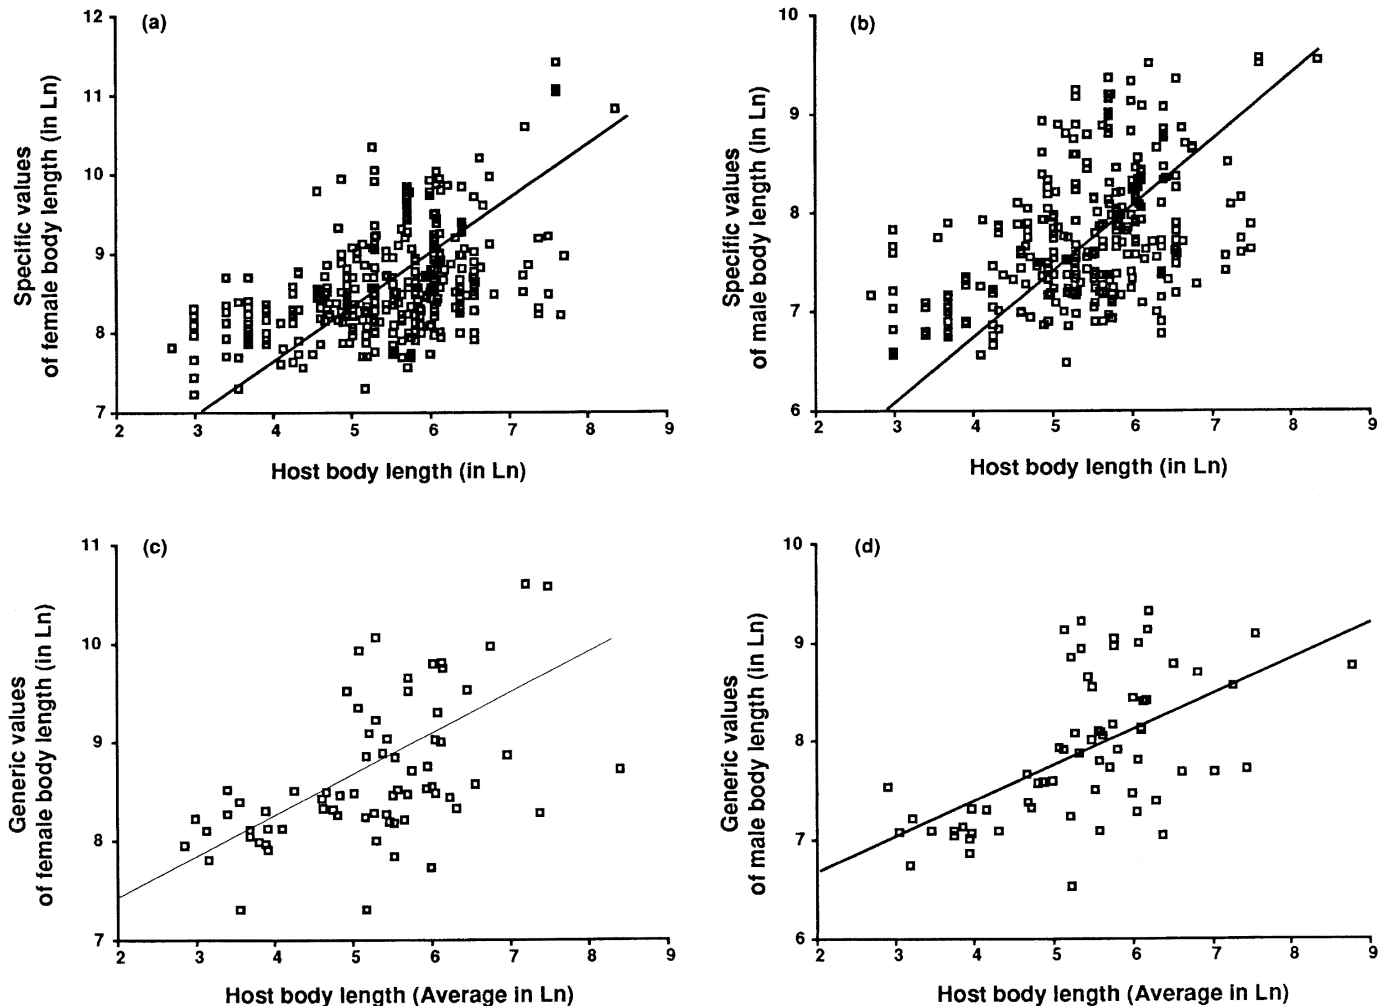 (a)
12
11
10
9
8
7
2 3 4 5 6 7 8 9
Specific values
of female body length (in Ln)
Host body length (in Ln)
(b)
10
9
8
7
6
2 3 4 5 6 7 8 9
Specific values
of male body length (in Ln)
Host body length (in Ln)
(c)
11
10
9
8
7
2 3 4 5 6 7 8 9
Generic values
of female body length (in Ln)
Host body length (Average in Ln)
(d)
10
9
8
7
6
2 3 4 5 6 7 8 9
Generic values
of male body length (in Ln)
Host body length (Average in Ln)